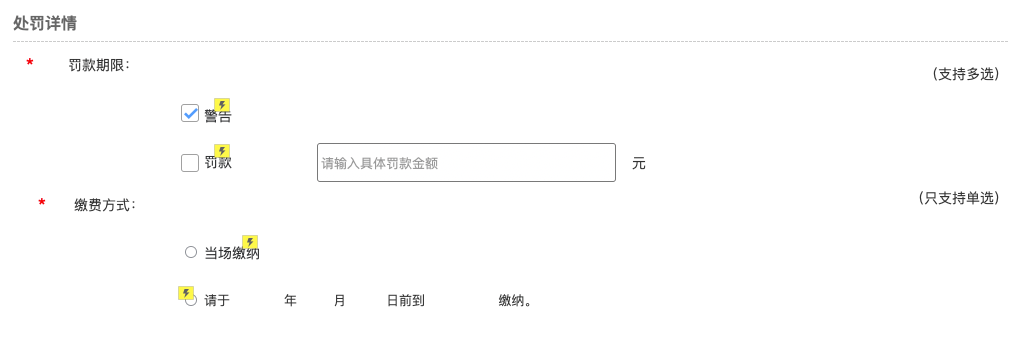 处罚详情
* 罚款期限：
（支持多选）
警告
罚款 请输入具体罚款金额 元
（只支持单选）
* 缴费方式：
当场缴纳
请于 年 月 日前到 缴纳。